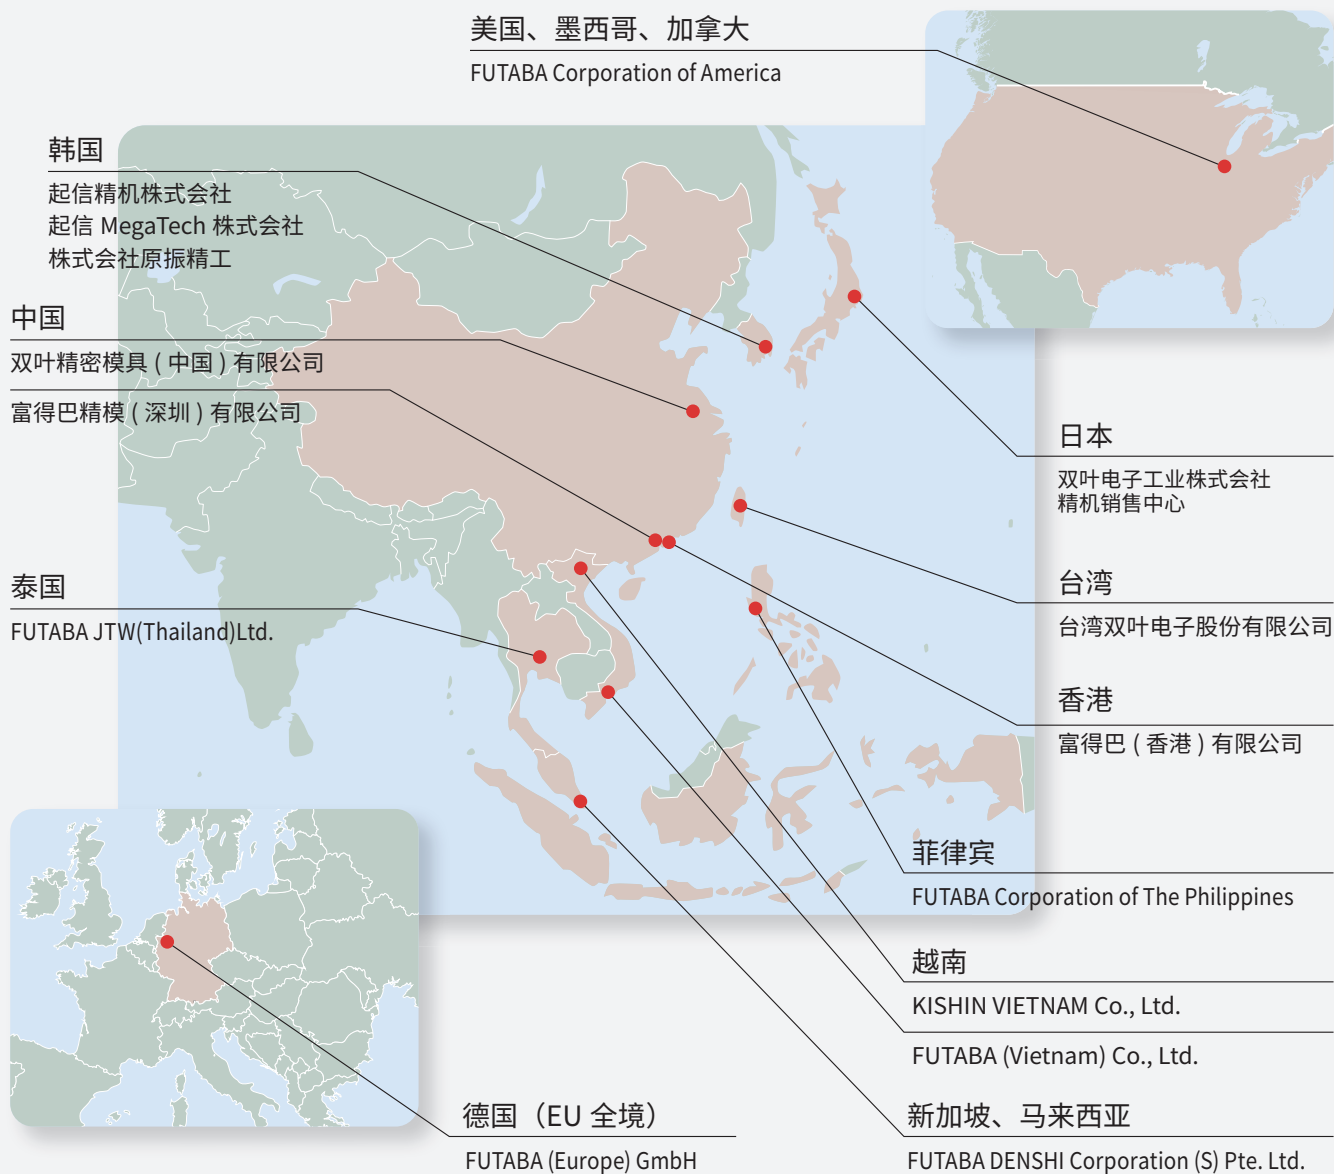 美国、墨西哥、加拿大
FUTABA Corporation of America
韩国
起信精机株式会社
起信 MegaTech 株式会社
株式会社原振精工
中国
双叶精密模具 ( 中国 ) 有限公司
富得巴精模 ( 深圳 ) 有限公司
泰国
FUTABA JTW(Thailand)Ltd.
日本
双叶电子工业株式会社
精机销售中心
台湾
台湾双叶电子股份有限公司
香港
富得巴 ( 香港 ) 有限公司
菲律宾
FUTABA Corporation of The Philippines
越南
KISHIN VIETNAM Co., Ltd.
FUTABA (Vietnam) Co., Ltd.
德国（EU 全境）
FUTABA (Europe) GmbH
新加坡、马来西亚
FUTABA DENSHI Corporation (S) Pte. Ltd.